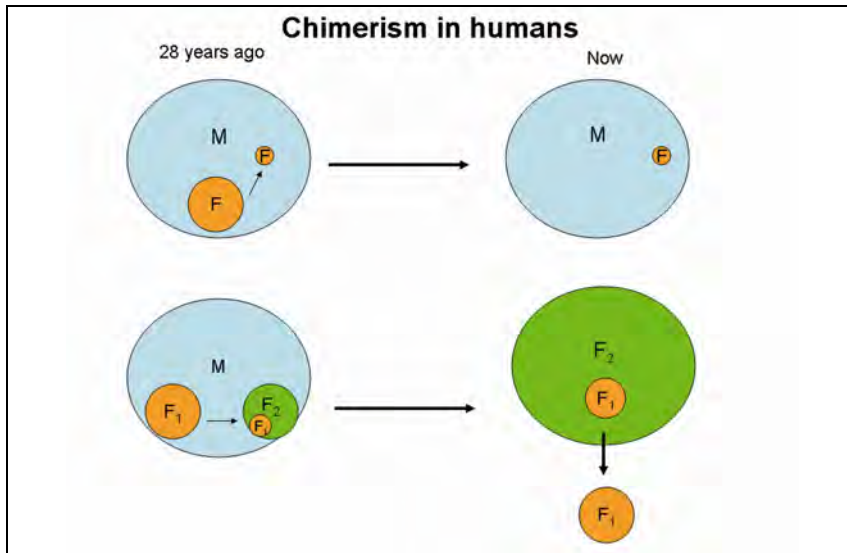 Chimerism in humans
28 years ago
Now
M
F
F
M
F
M
F₁
F₂
F₁
F₂
F₁
F₁